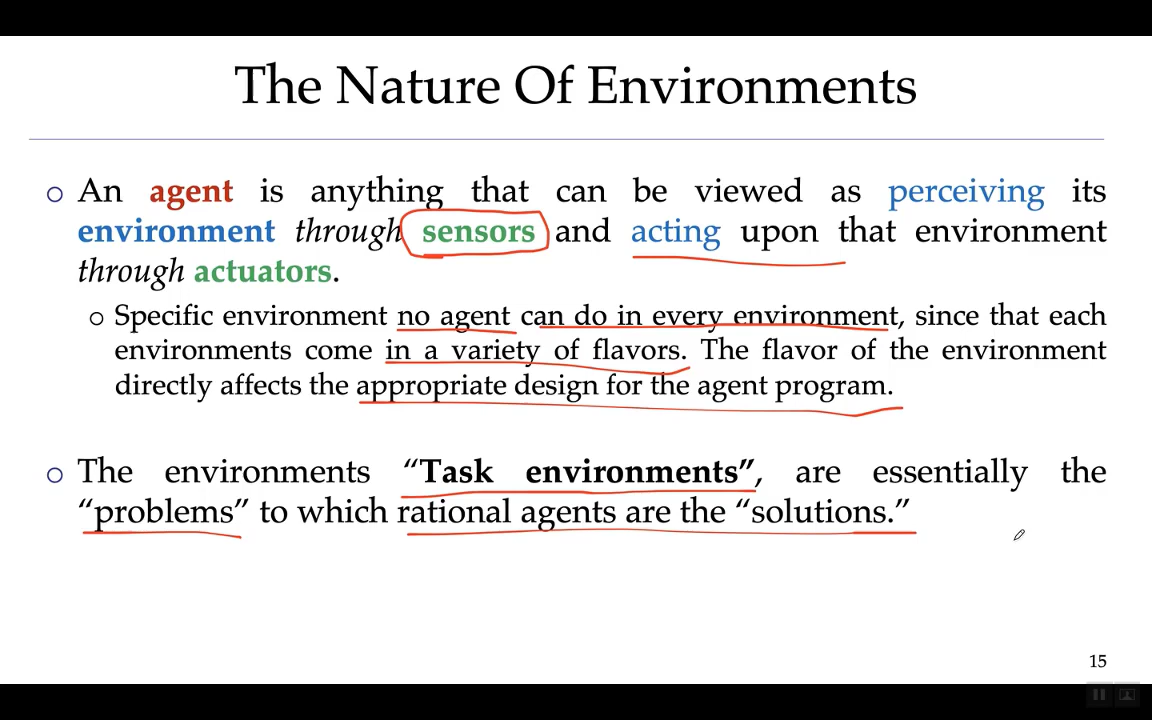 The Nature Of Environments
An agent is anything that can be viewed as perceiving its
environment through sensors and acting upon that environment
through actuators.
Specific environment no agent can do in every environment, since that each
environments come in a variety of flavors. The flavor of the environment
directly affects the appropriate design for the agent program.
The environments “Task environments”, are essentially the
“problems” to which rational agents are the “solutions.”
15